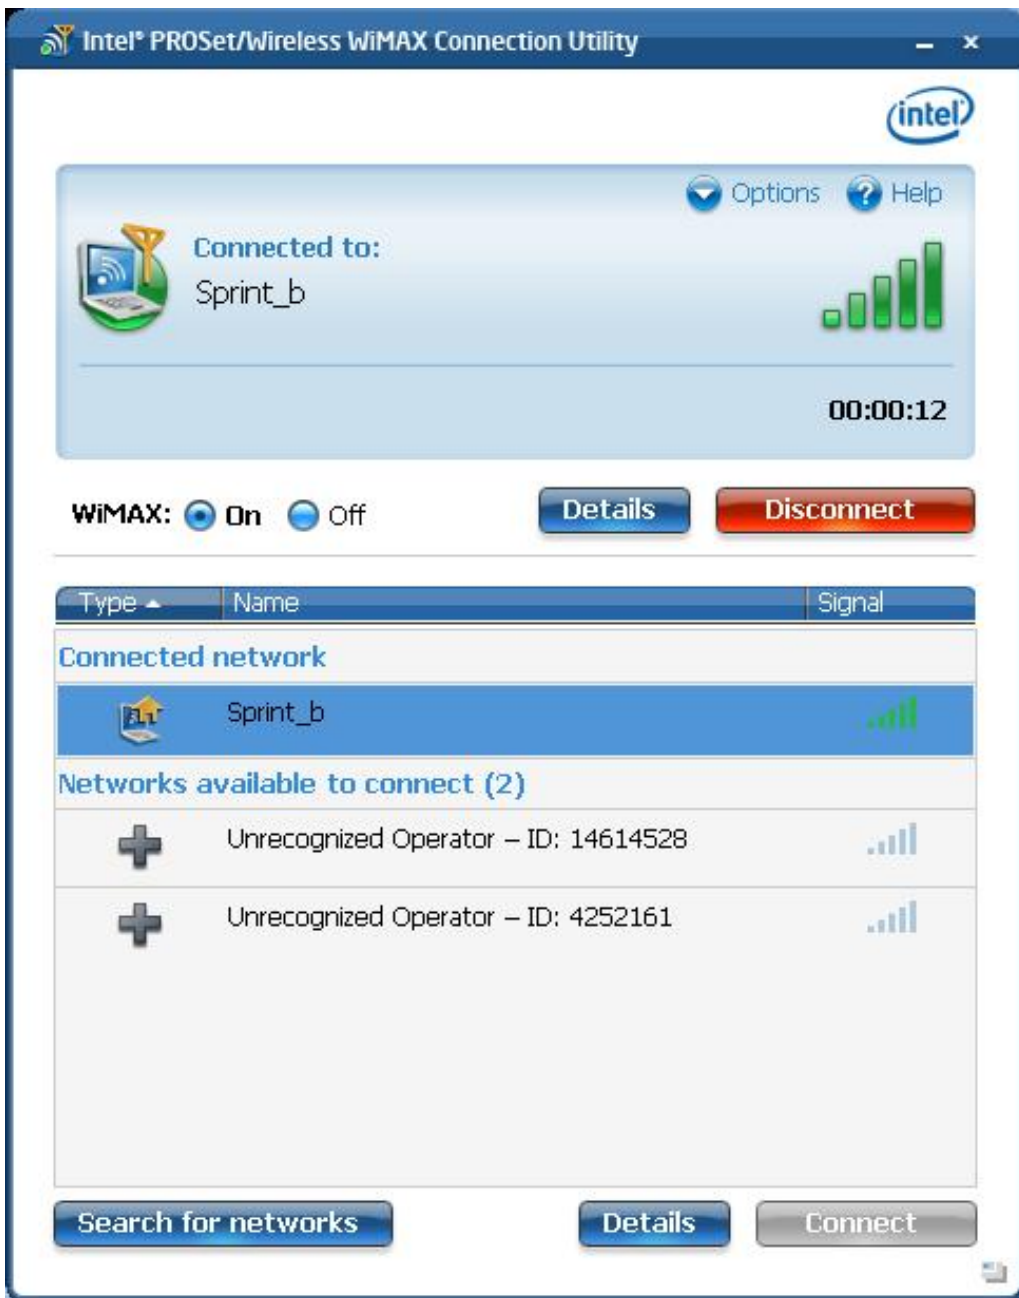 Intel® PROSet/Wireless WiMAX Connection Utility
intel
Options Help
Connected to:
Sprint_b
00:00:12
WiMAX: On Off Details Disconnect
Type Name Signal
Connected network
Sprint_b
Networks available to connect (2)
Unrecognized Operator – ID: 14614528
Unrecognized Operator – ID: 4252161
Search for networks Details Connect